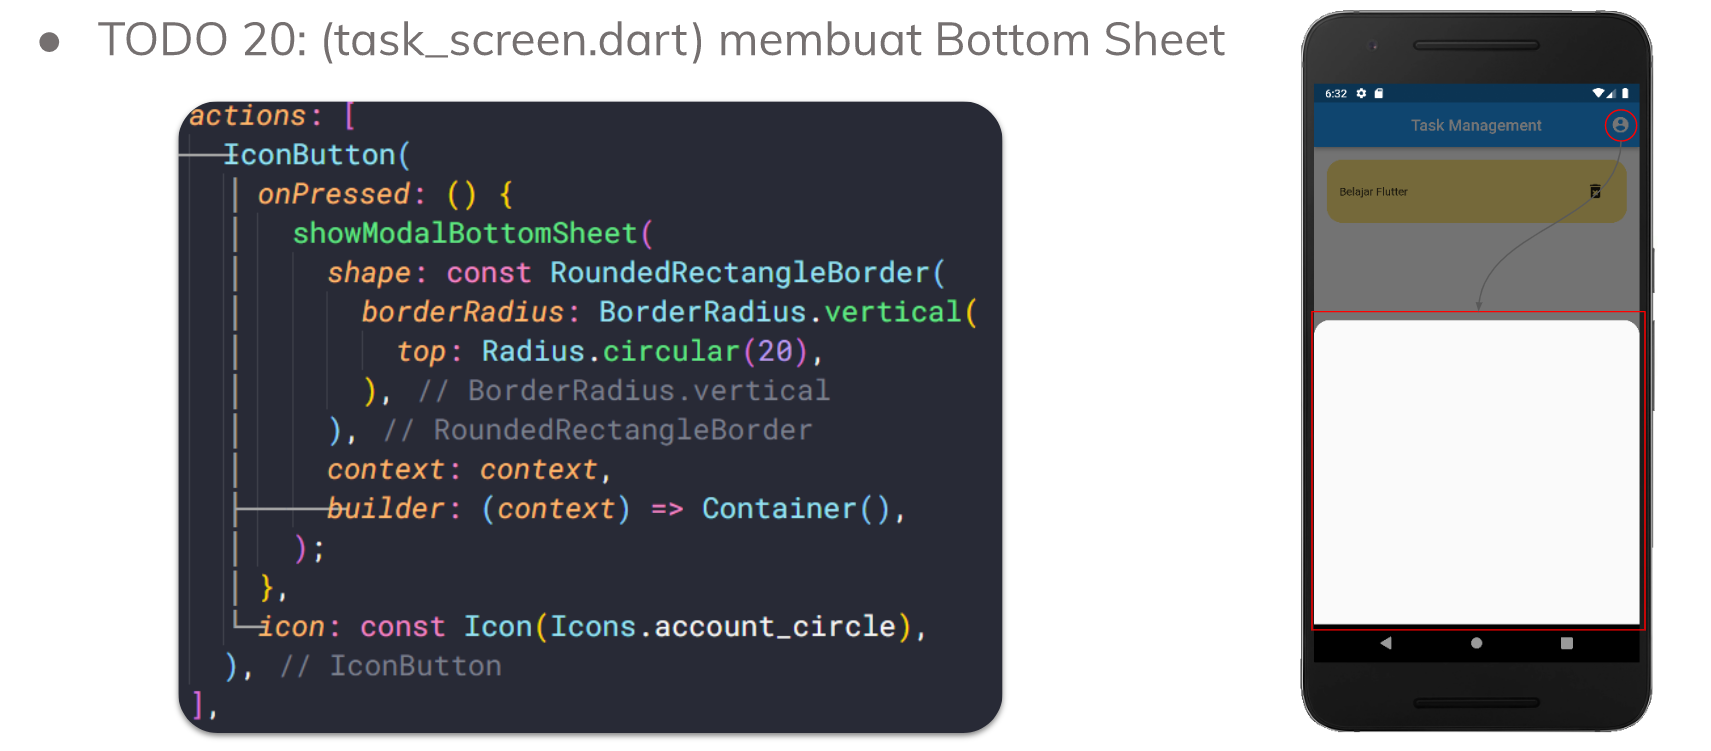 ● TODO 20: (task_screen.dart) membuat Bottom Sheet
actions: [
IconButton(
onPressed: () {
showModalBottomSheet(
shape: const RoundedRectangleBorder(
borderRadius: BorderRadius.vertical(
top: Radius.circular(20),
), // BorderRadius.vertical
), // RoundedRectangleBorder
context: context,
builder: (context) => Container(),
);
},
icon: const Icon(Icons.account_circle),
), // IconButton
],
6:32
Task Management
Belajar Flutter